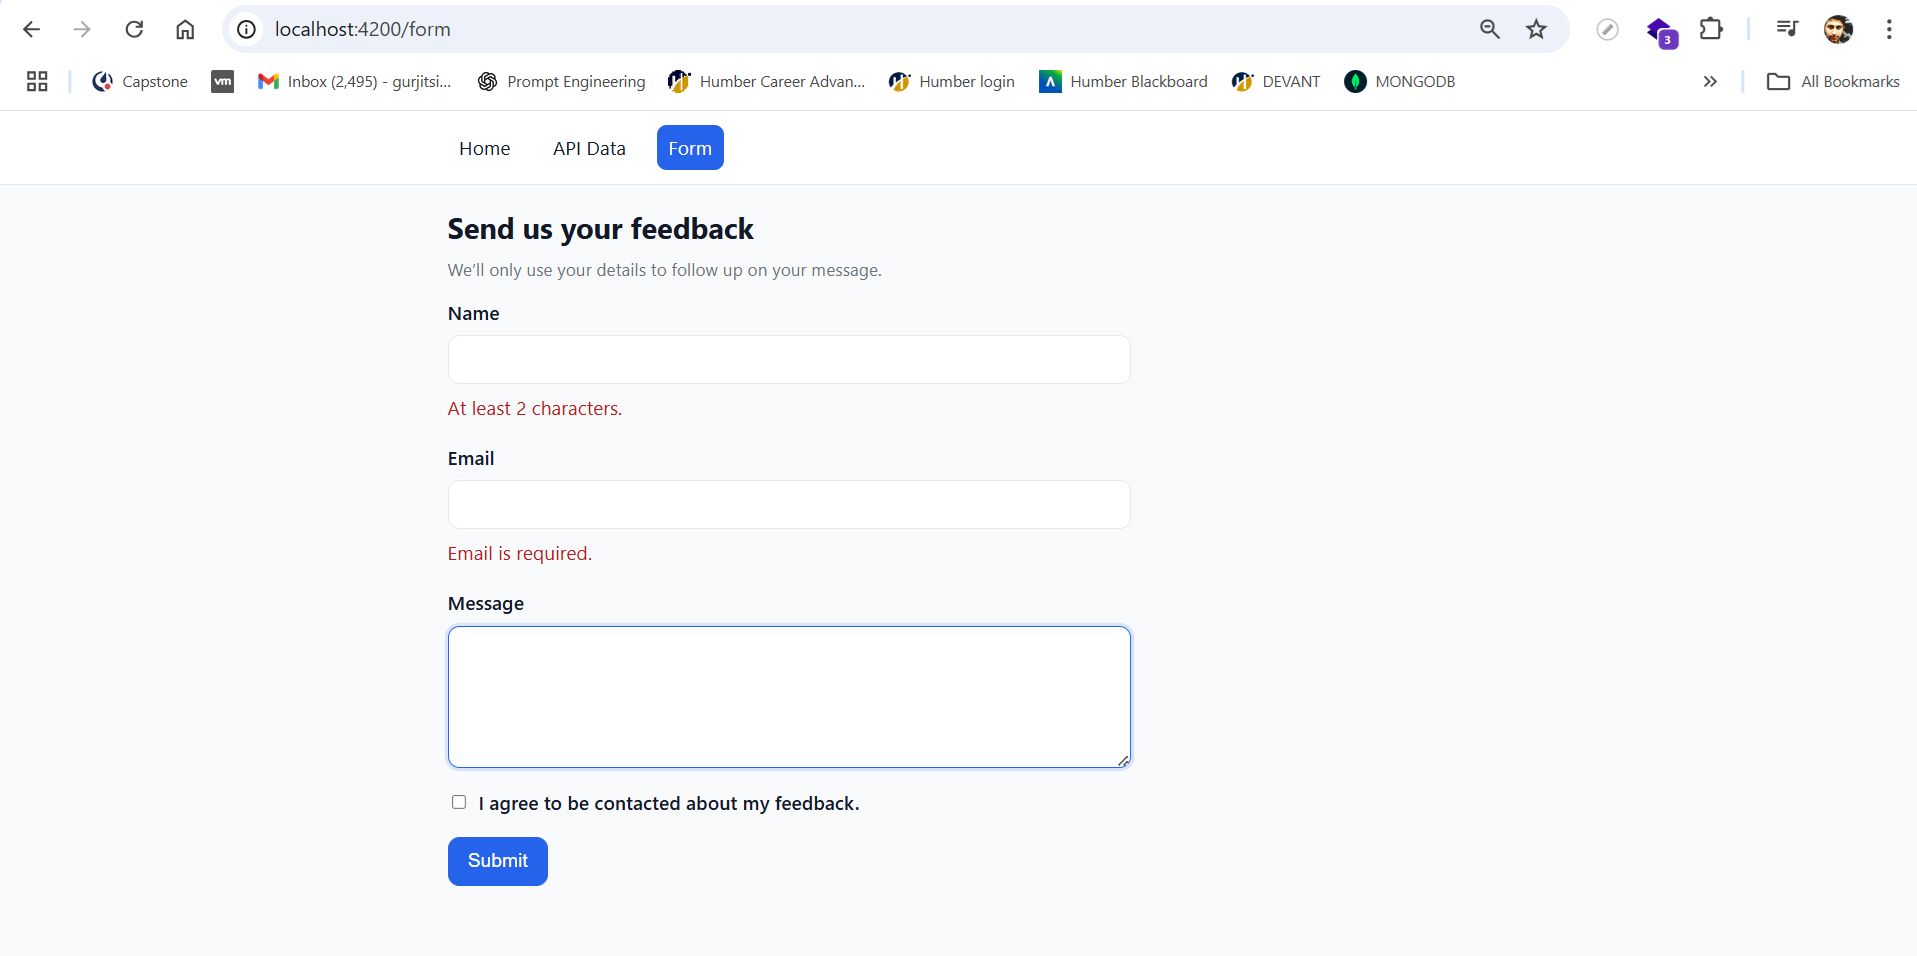 localhost:4200/form
3
Capstone
vm
Inbox (2,495) - gurjitsi...
Prompt Engineering
Humber Career Advan...
Humber login
Humber Blackboard
DEVANT
MONGODB
All Bookmarks
Home
API Data
Form
Send us your feedback
We’ll only use your details to follow up on your message.
Name
At least 2 characters.
Email
Email is required.
Message
I agree to be contacted about my feedback.
Submit